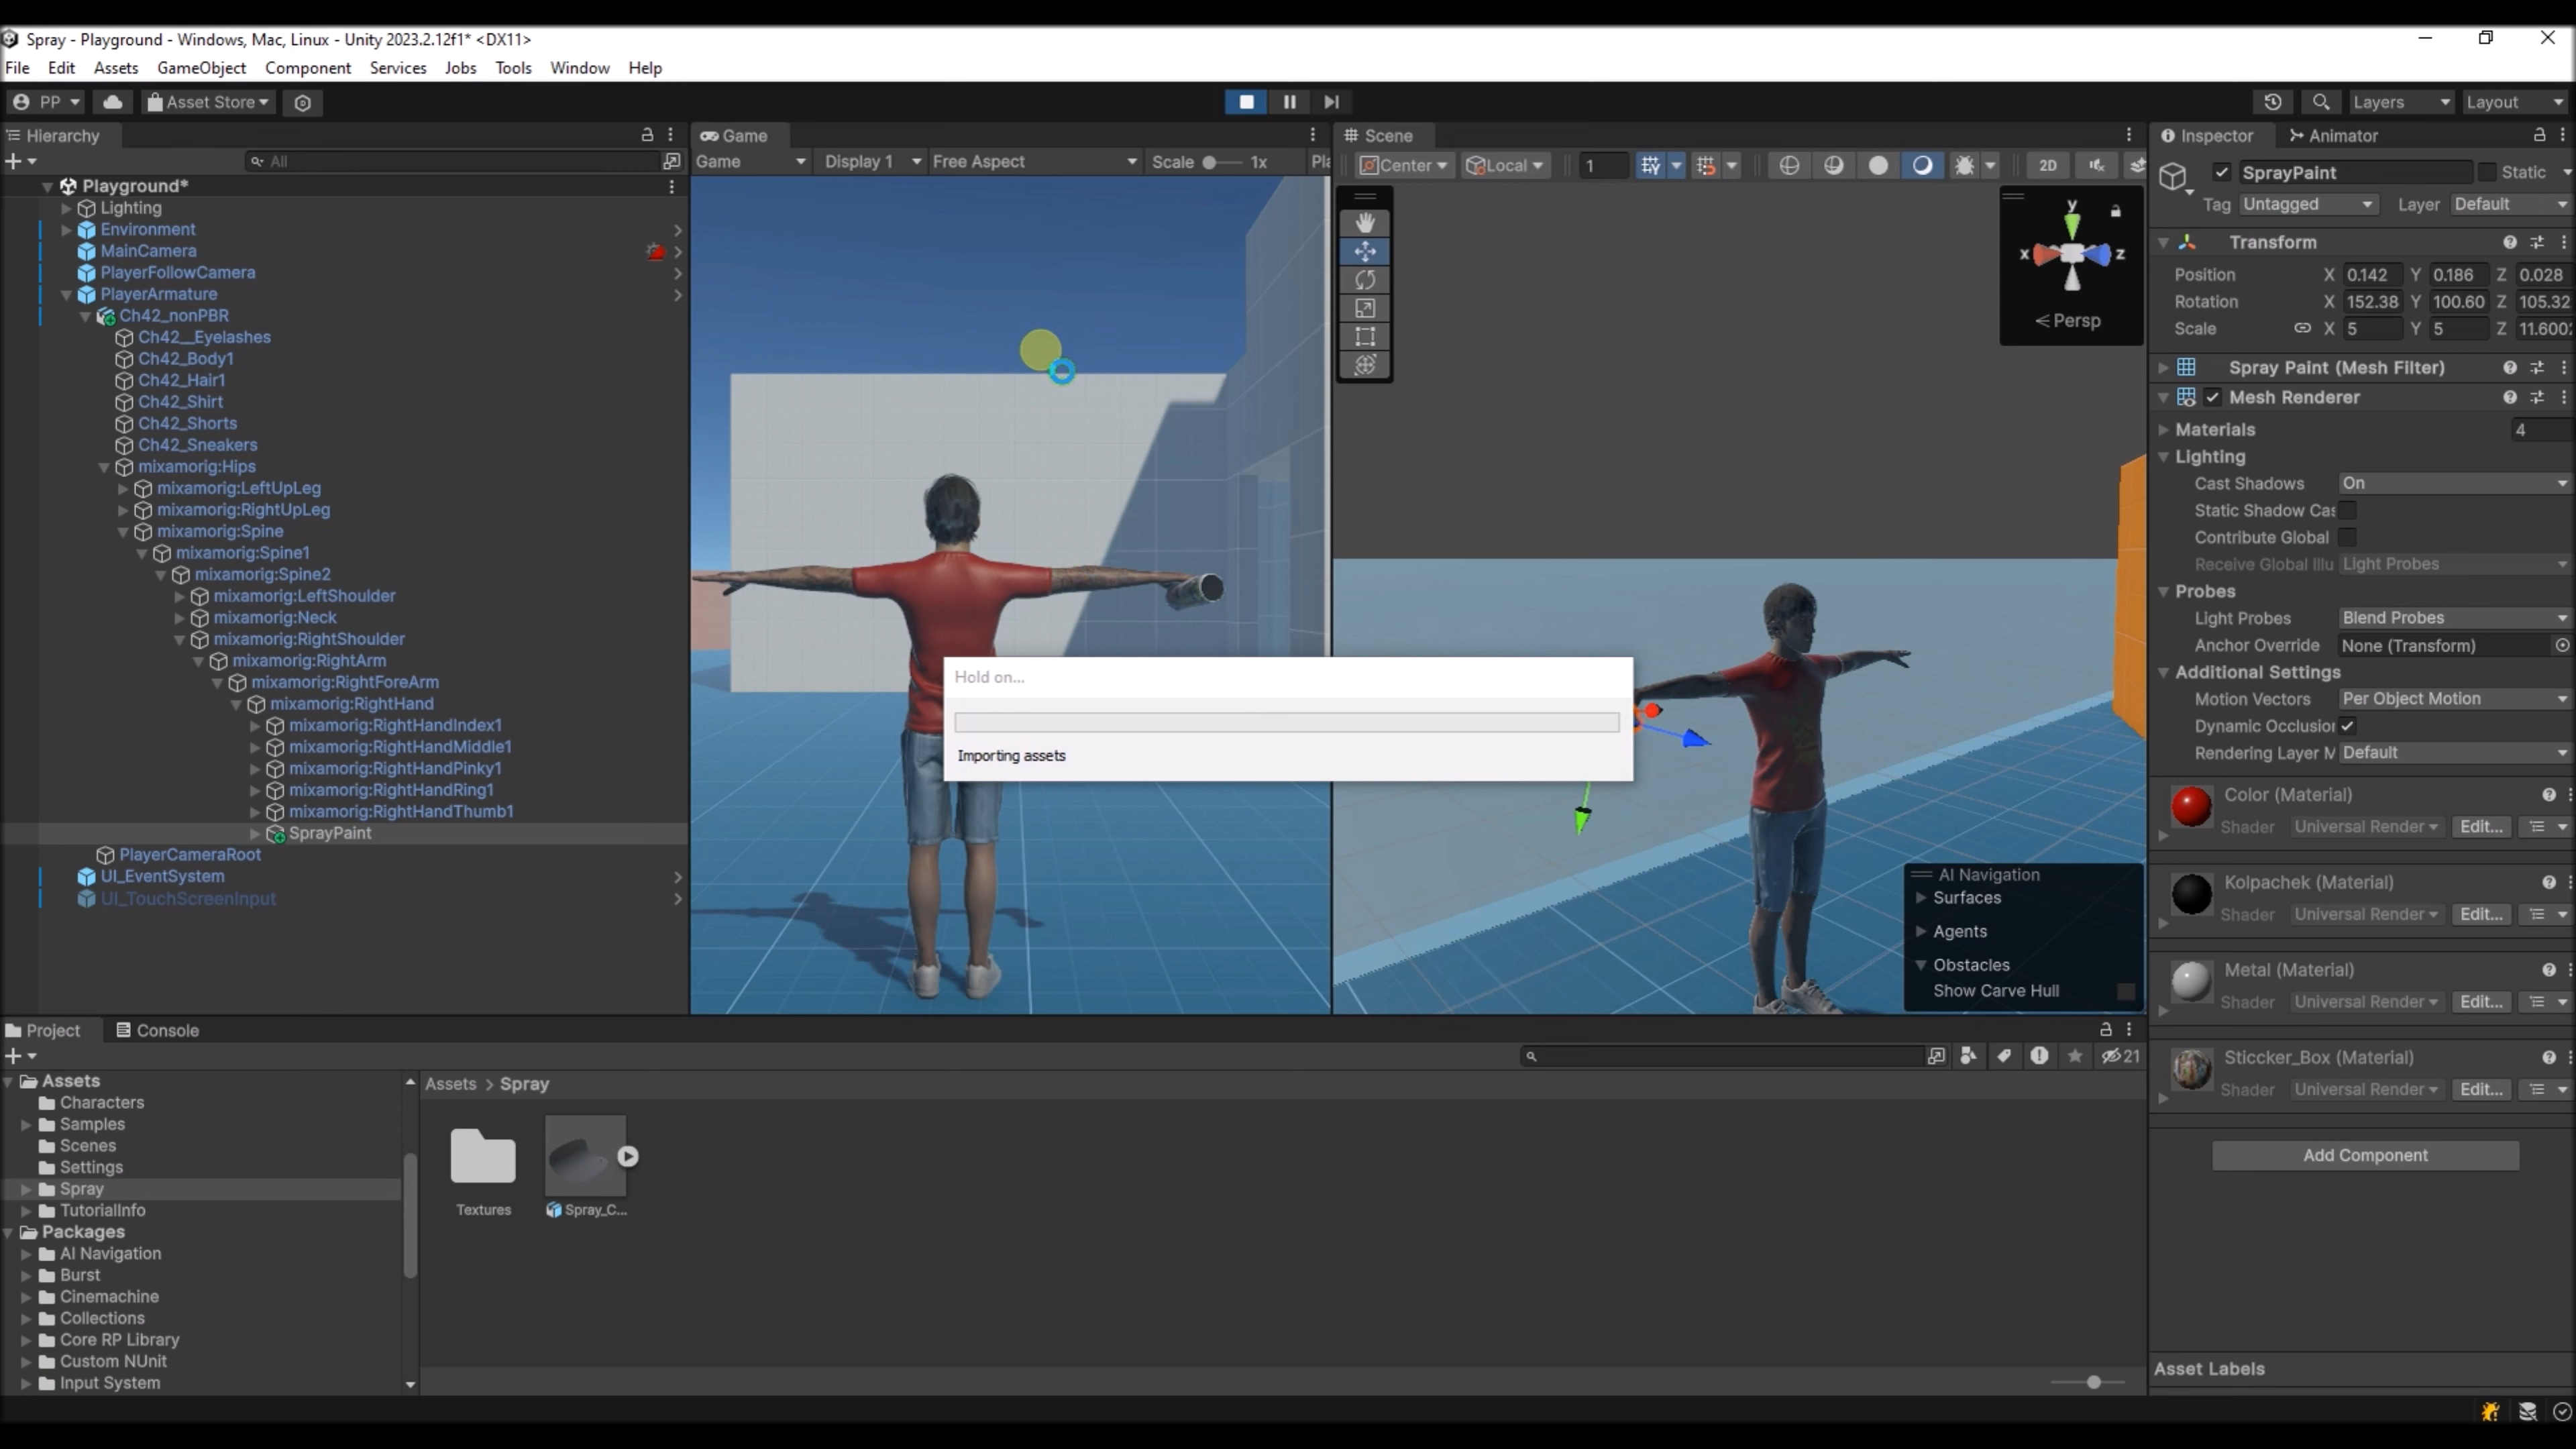 Spray - Playground - Windows, Mac, Linux - Unity 2023.2.12f1* <DX11>
File Edit Assets GameObject Component Services Jobs Tools Window Help
PP Asset Store Layers Layout
Hierarchy
All
Playground*
Lighting
Environment
MainCamera
PlayerFollowCamera
PlayerArmature
Ch42_nonPBR
Ch42__Eyelashes
Ch42_Body1
Ch42_Hair1
Ch42_Shirt
Ch42_Shorts
Ch42_Sneakers
mixamorig:Hips
mixamorig:LeftUpLeg
mixamorig:RightUpLeg
mixamorig:Spine
mixamorig:Spine1
mixamorig:Spine2
mixamorig:LeftShoulder
mixamorig:Neck
mixamorig:RightShoulder
mixamorig:RightArm
mixamorig:RightForeArm
mixamorig:RightHand
mixamorig:RightHandIndex1
mixamorig:RightHandMiddle1
mixamorig:RightHandPinky1
mixamorig:RightHandRing1
mixamorig:RightHandThumb1
SprayPaint
PlayerCameraRoot
UI_EventSystem
UI_TouchScreenInput
Game
Game Display 1 Free Aspect Scale 1x Pla
Scene
Center Local 1 2D
y
x z
Persp
Hold on...
Importing assets
AI Navigation
Surfaces
Agents
Obstacles
Show Carve Hull
Inspector Animator
SprayPaint Static
Tag Untagged Layer Default
Transform
Position X 0.142 Y 0.186 Z 0.028
Rotation X 152.38 Y 100.60 Z 105.32
Scale X 5 Y 5 Z 11.600
Spray Paint (Mesh Filter)
Mesh Renderer
Materials 4
Lighting
Cast Shadows On
Static Shadow Cas
Contribute Global
Receive Global Illu Light Probes
Probes
Light Probes Blend Probes
Anchor Override None (Transform)
Additional Settings
Motion Vectors Per Object Motion
Dynamic Occlusion
Rendering Layer M Default
Color (Material)
Shader Universal Render Edit...
Kolpachek (Material)
Shader Universal Render Edit...
Metal (Material)
Shader Universal Render Edit...
Sticcker_Box (Material)
Shader Universal Render Edit...
Add Component
Asset Labels
Project Console
21
Assets
Characters
Samples
Scenes
Settings
Spray
TutorialInfo
Packages
AI Navigation
Burst
Cinemachine
Collections
Core RP Library
Custom NUnit
Input System
Assets > Spray
Textures
Spray_C...